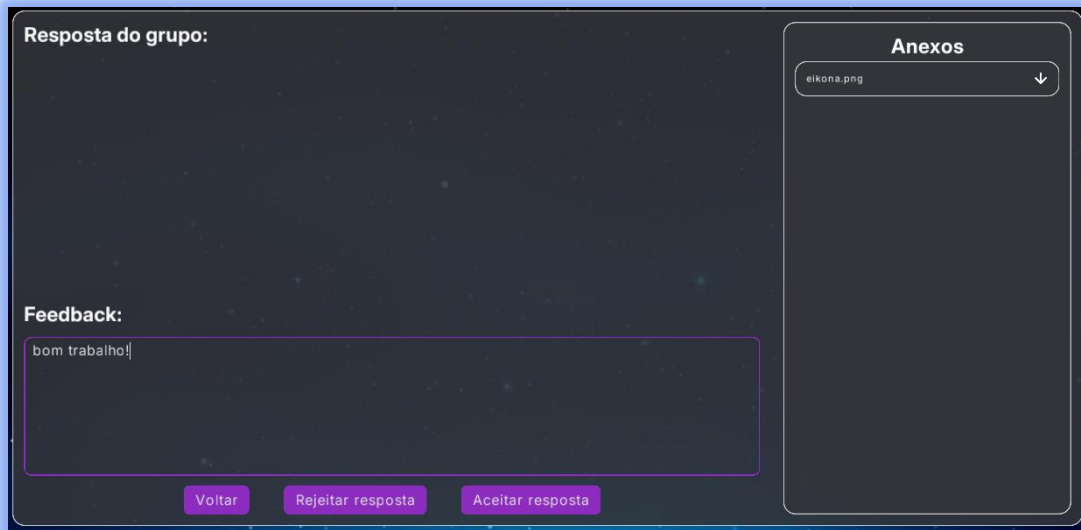 Resposta do grupo:
Feedback:
bom trabalho!
Voltar
Rejeitar resposta
Aceitar resposta
Anexos
eikona.png